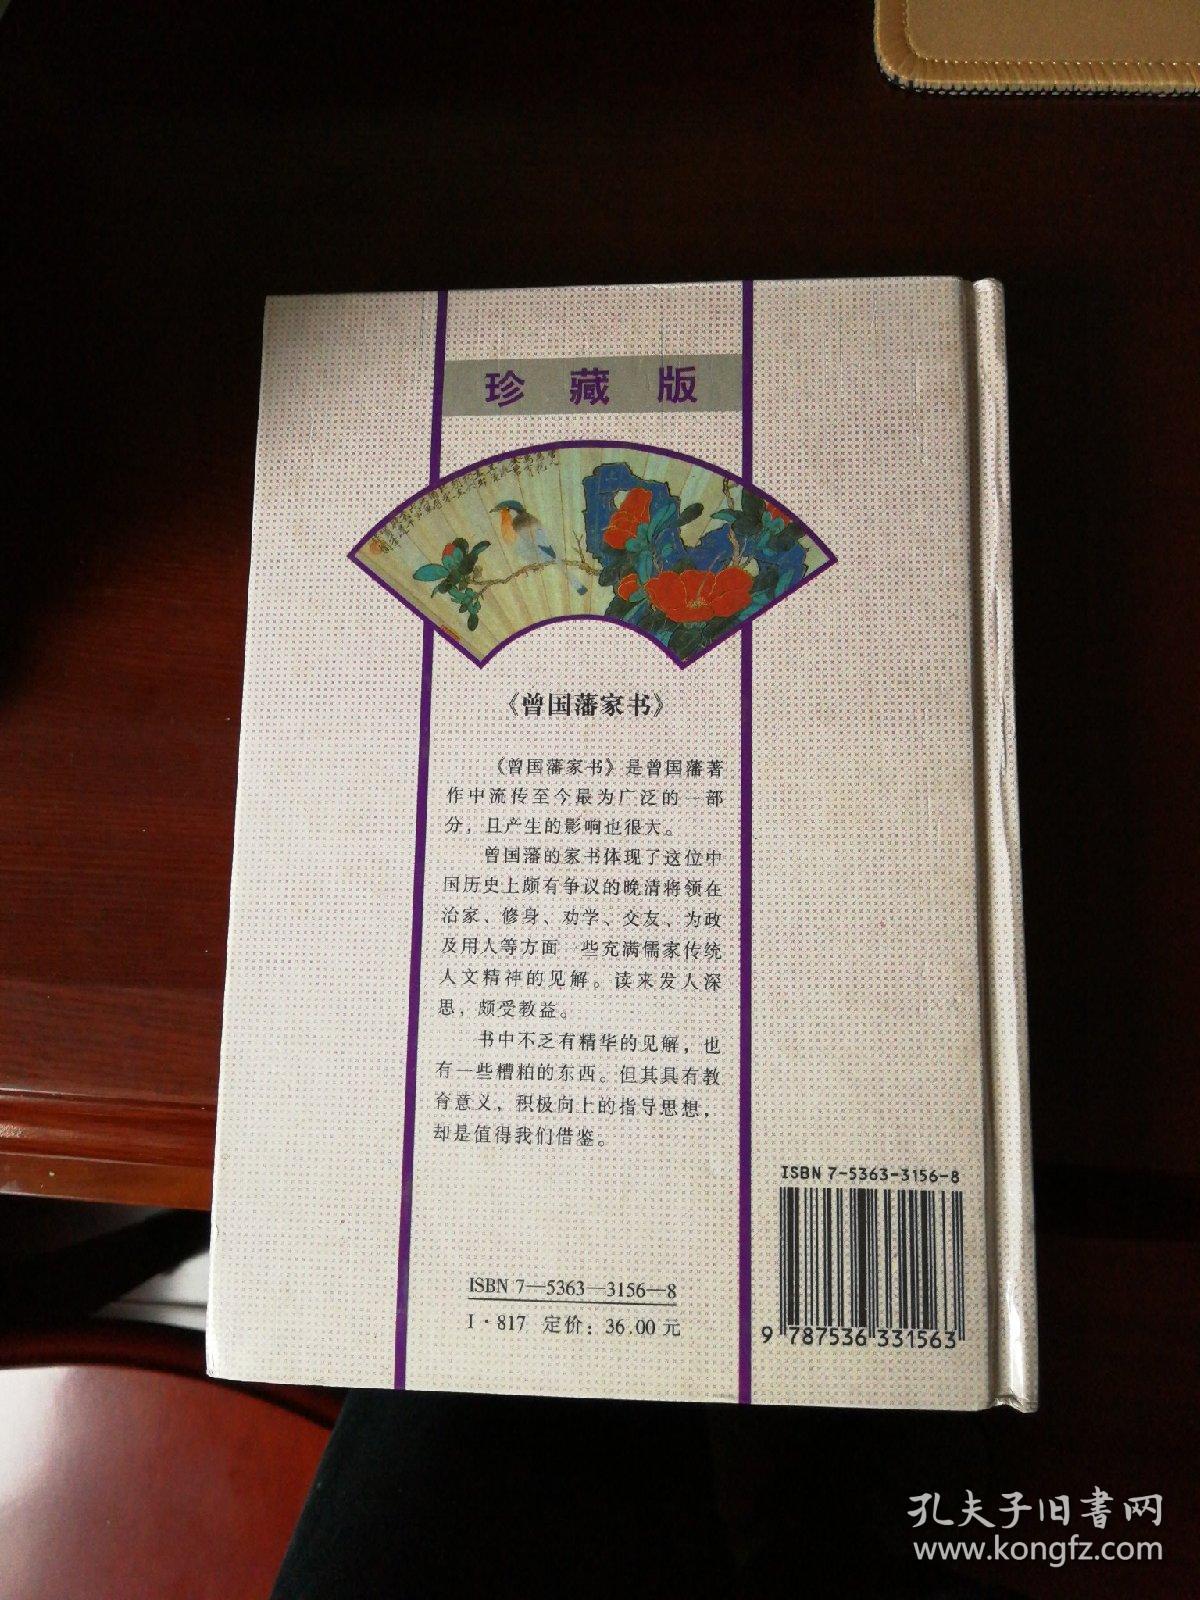 珍藏版
《曾国藩家书》
《曾国藩家书》是曾国藩著
作中流传至今最为广泛的一部
分，且产生的影响也很大。
曾国藩的家书体现了这位中
国历史上颇有争议的晚清将领在
治家、修身、劝学、交友、为政
及用人等方面一些充满儒家传统
人文精神的见解。读来发人深
思，颇受教益。
书中不乏有精华的见解，也
有一些糟粕的东西。但其具有教
育意义，积极向上的指导思想，
却是值得我们借鉴。
ISBN 7-5363-3156-8
9 787536 331563
ISBN 7—5363—3156—8
I·817 定价：36.00元
孔夫子旧書网
www.kongfz.com